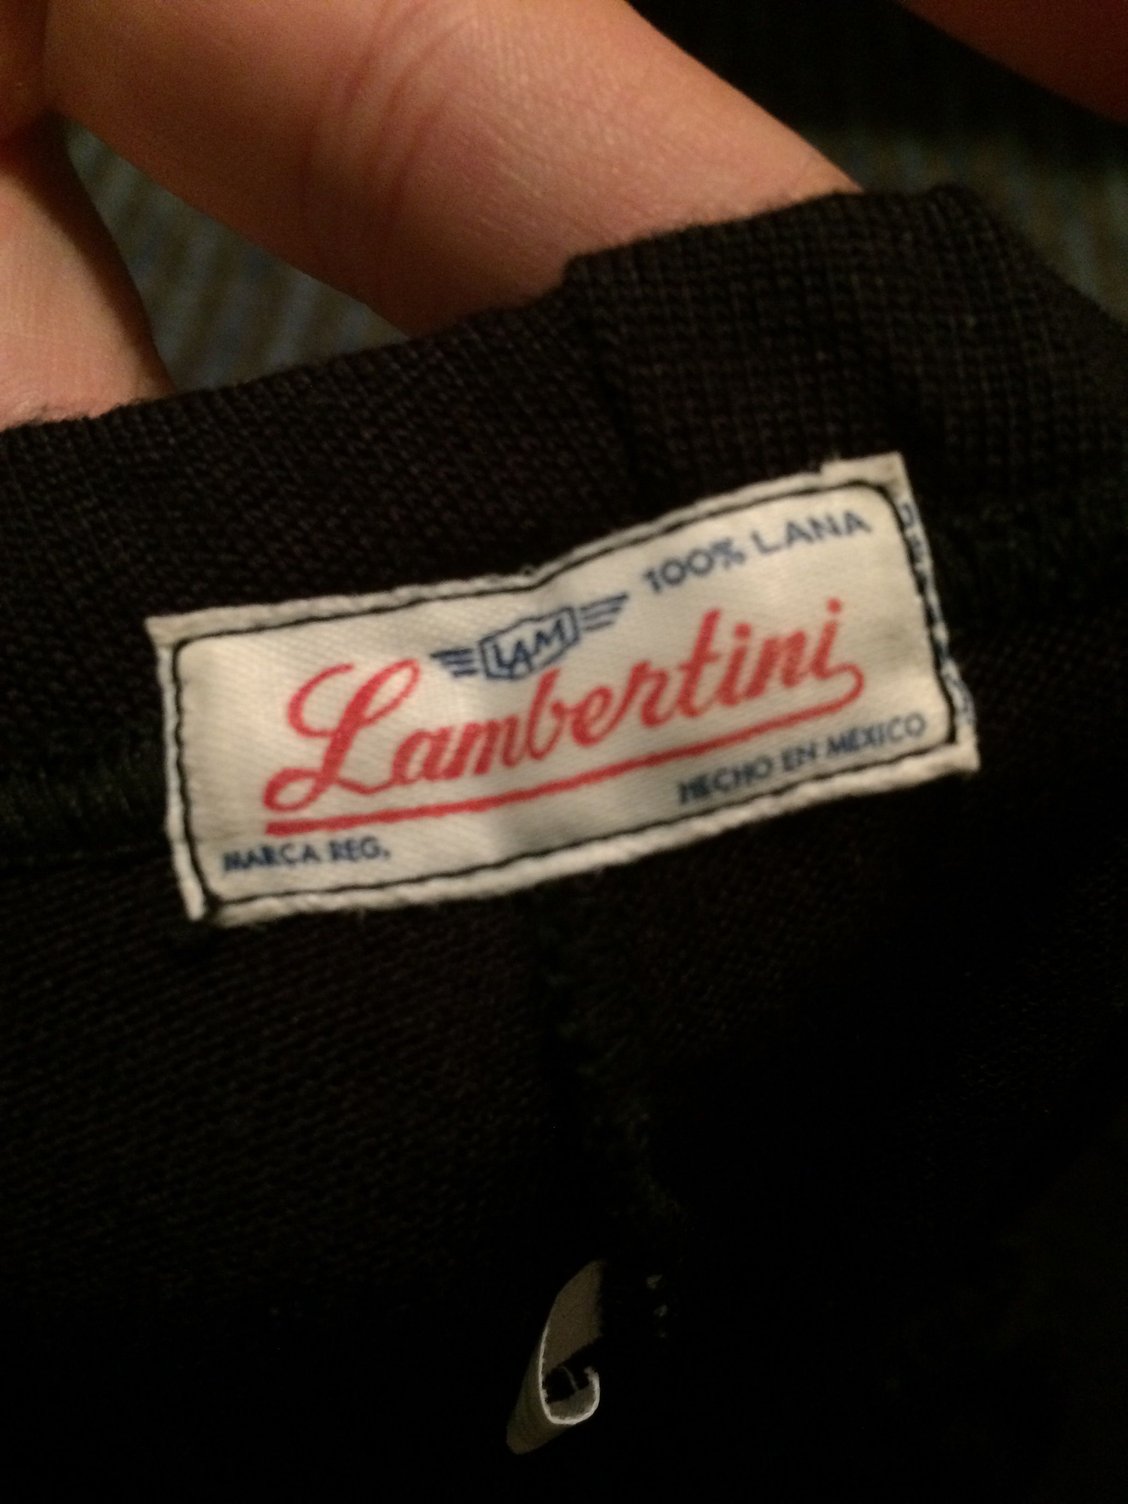 100% LANA
LAM
Lambertini
HECHO EN MEXICO
MARCA REG.